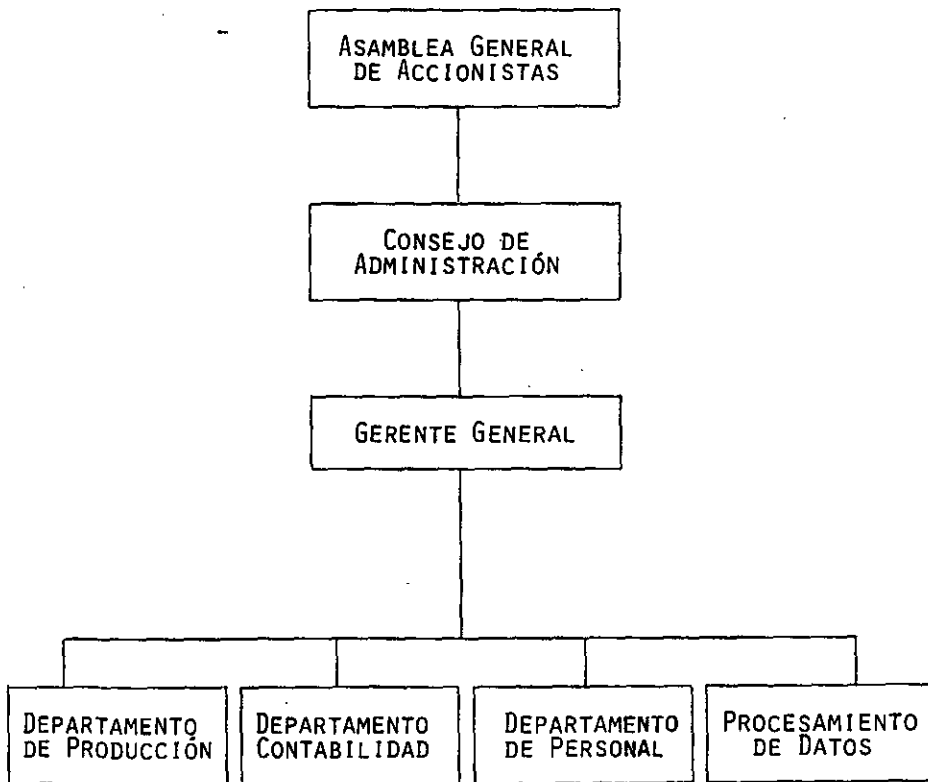 ASAMBLEA GENERAL
DE ACCIONISTAS
CONSEJO DE
ADMINISTRACIÓN
GERENTE GENERAL
DEPARTAMENTO
DE PRODUCCIÓN
DEPARTAMENTO
CONTABILIDAD
DEPARTAMENTO
DE PERSONAL
PROCESAMIENTO
DE DATOS